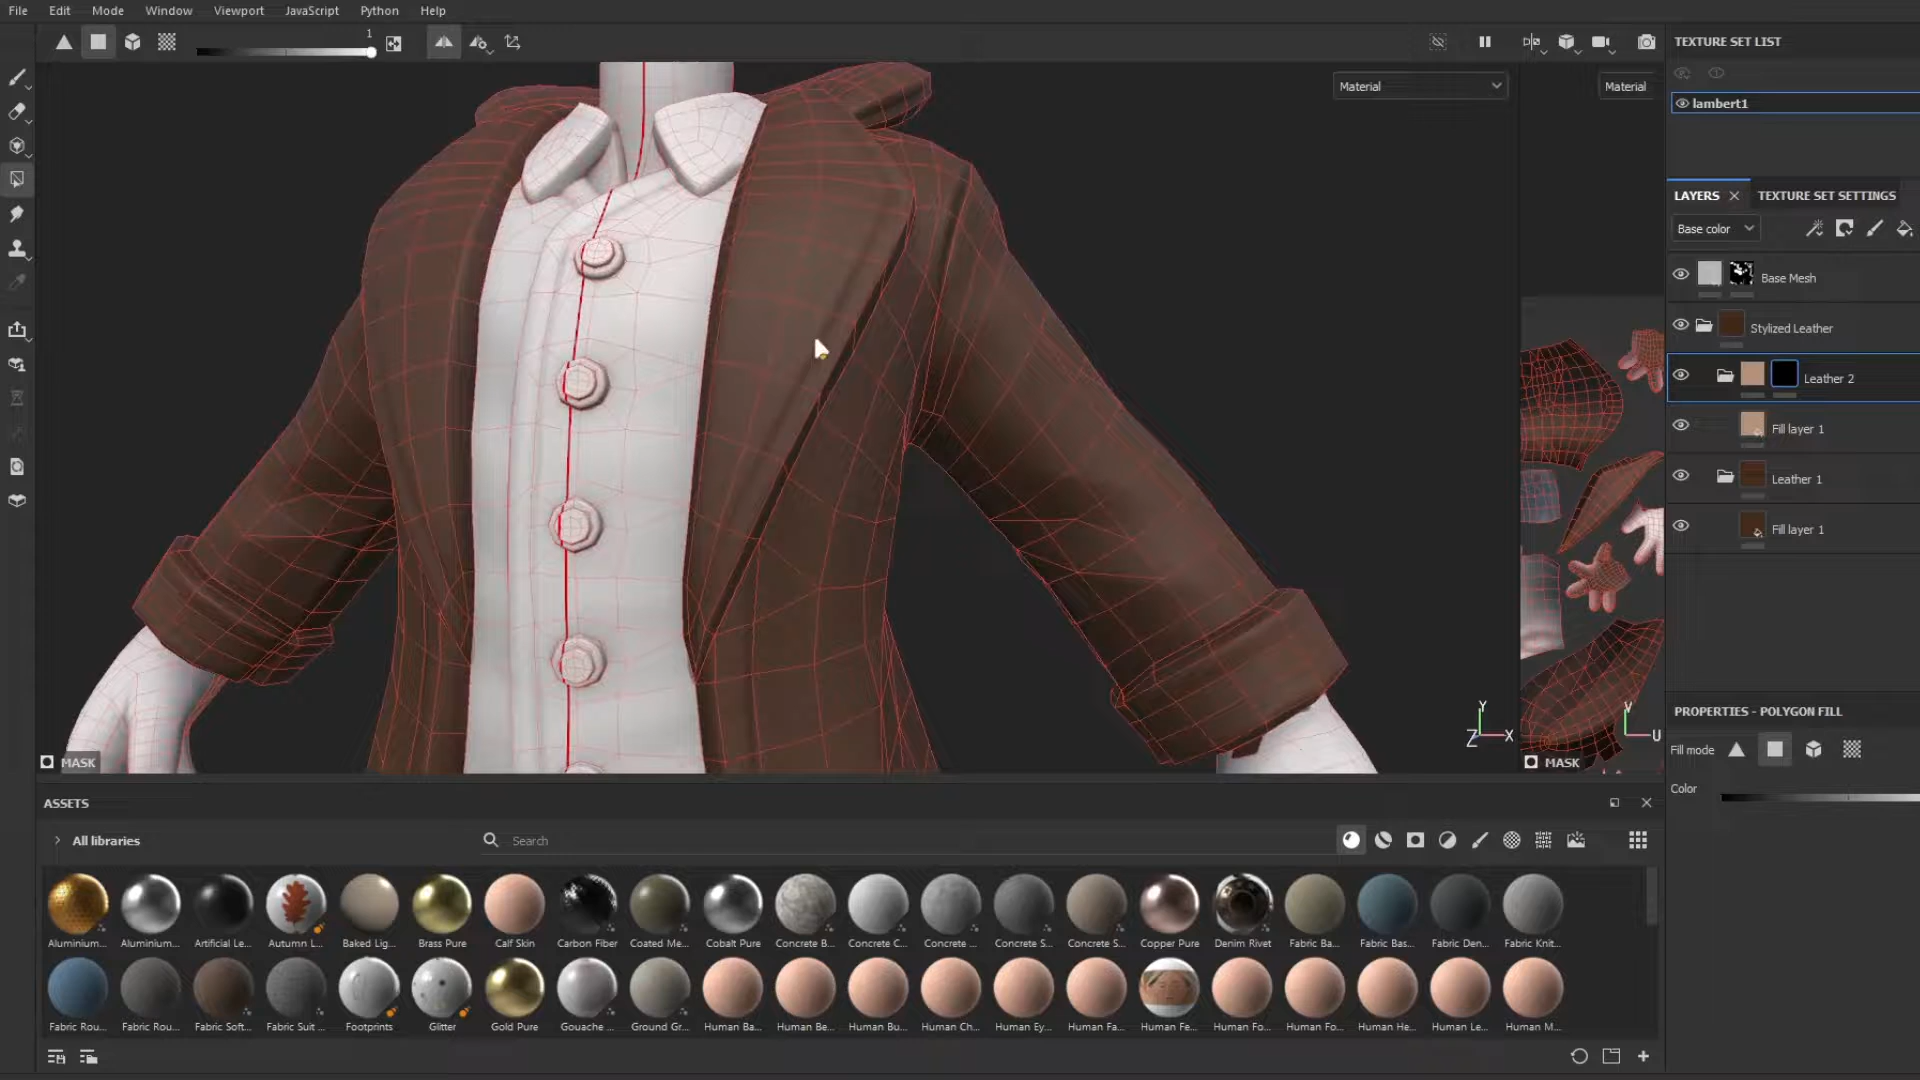 File Edit Mode Window Viewport JavaScript Python Help
1
Material
Material
TEXTURE SET LIST
lambert1
LAYERS
TEXTURE SET SETTINGS
Base color
Base Mesh
Stylized Leather
Leather 2
Fill layer 1
Leather 1
Fill layer 1
Y
Z X
V
U
MASK
MASK
PROPERTIES - POLYGON FILL
Fill mode
Color
ASSETS
All libraries
Search
Aluminium... Aluminium... Artificial Le... Autumn L... Baked Lig... Brass Pure Calf Skin Carbon Fiber Coated Me... Cobalt Pure Concrete B... Concrete C... Concrete ... Concrete S... Concrete S... Copper Pure Denim Rivet Fabric Ba... Fabric Bas... Fabric Den... Fabric Knit...
Fabric Rou... Fabric Rou... Fabric Soft... Fabric Suit ... Footprints Glitter Gold Pure Gouache ... Ground Gr... Human Ba... Human Be... Human Bu... Human Ch... Human Ey... Human Fa... Human Fe... Human Fo... Human Fo... Human He... Human Le... Human M...